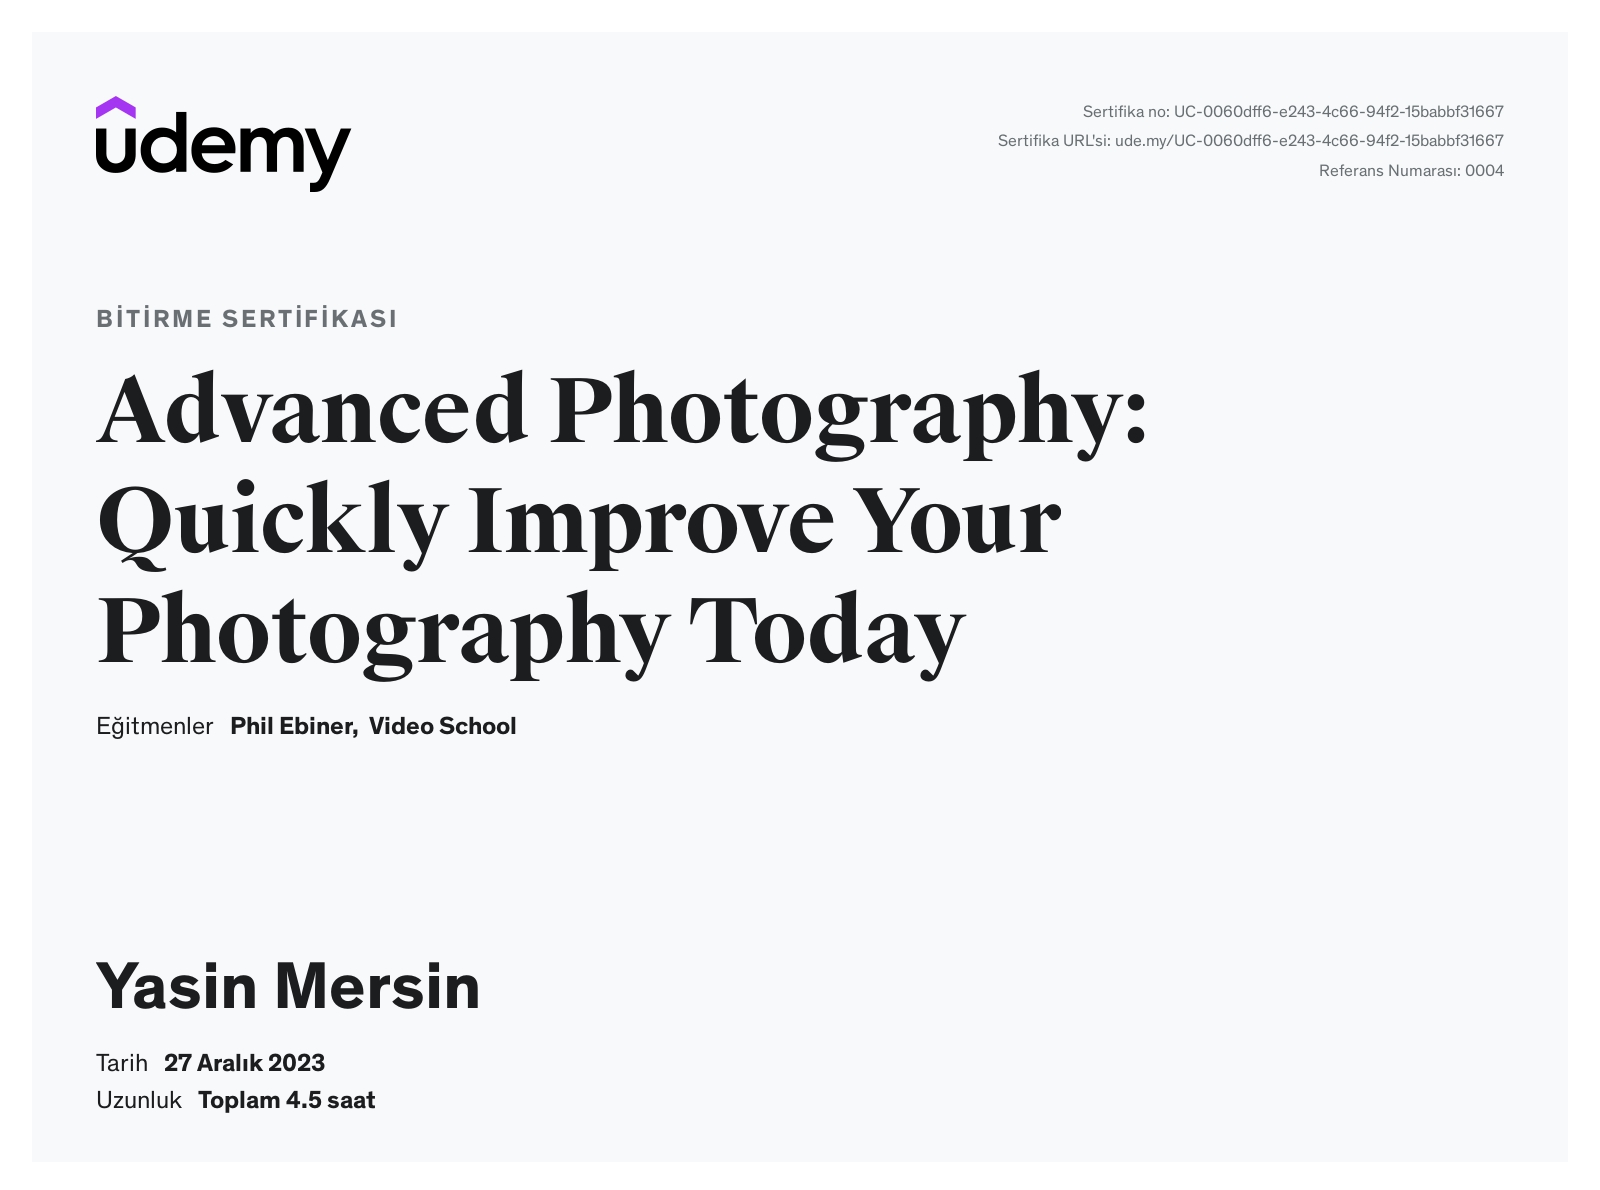 udemy
Sertifika no: UC-0060dff6-e243-4c66-94f2-15babbf31667
Sertifika URL'si: ude.my/UC-0060dff6-e243-4c66-94f2-15babbf31667
Referans Numarası: 0004
BİTİRME SERTİFİKASI
Advanced Photography:
Quickly Improve Your
Photography Today
Eğitmenler Phil Ebiner, Video School
Yasin Mersin
Tarih 27 Aralık 2023
Uzunluk Toplam 4.5 saat